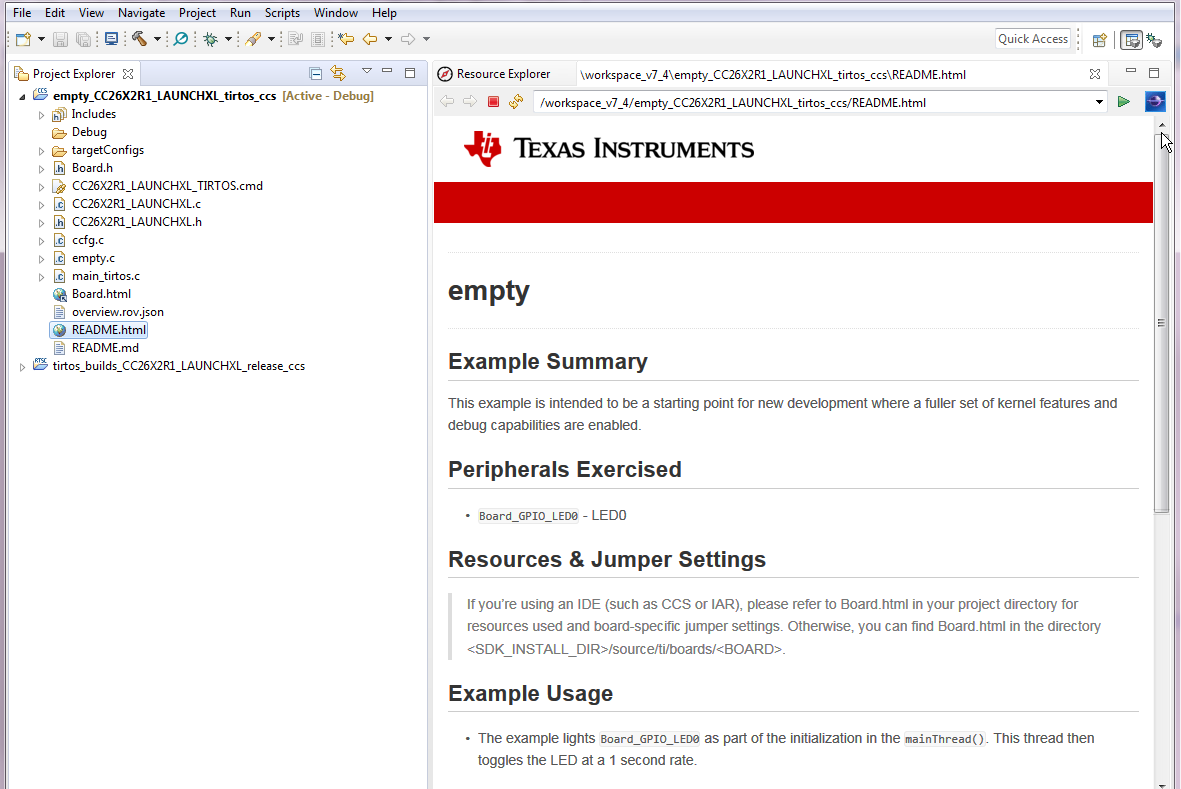 File Edit View Navigate Project Run Scripts Window Help
Quick Access
Project Explorer
empty_CC26X2R1_LAUNCHXL_tirtos_ccs [Active - Debug]
Includes
Debug
targetConfigs
Board.h
CC26X2R1_LAUNCHXL_TIRTOS.cmd
CC26X2R1_LAUNCHXL.c
CC26X2R1_LAUNCHXL.h
ccfg.c
empty.c
main_tirtos.c
Board.html
overview.rov.json
README.html
README.md
tirtos_builds_CC26X2R1_LAUNCHXL_release_ccs
Resource Explorer \workspace_v7_4\empty_CC26X2R1_LAUNCHXL_tirtos_ccs\README.html
/workspace_v7_4/empty_CC26X2R1_LAUNCHXL_tirtos_ccs/README.html
TEXAS INSTRUMENTS
empty
Example Summary
This example is intended to be a starting point for new development where a fuller set of kernel features and
debug capabilities are enabled.
Peripherals Exercised
• Board_GPIO_LED0 - LED0
Resources & Jumper Settings
If you’re using an IDE (such as CCS or IAR), please refer to Board.html in your project directory for
resources used and board-specific jumper settings. Otherwise, you can find Board.html in the directory
<SDK_INSTALL_DIR>/source/ti/boards/<BOARD>.
Example Usage
• The example lights Board_GPIO_LED0 as part of the initialization in the mainThread(). This thread then
toggles the LED at a 1 second rate.